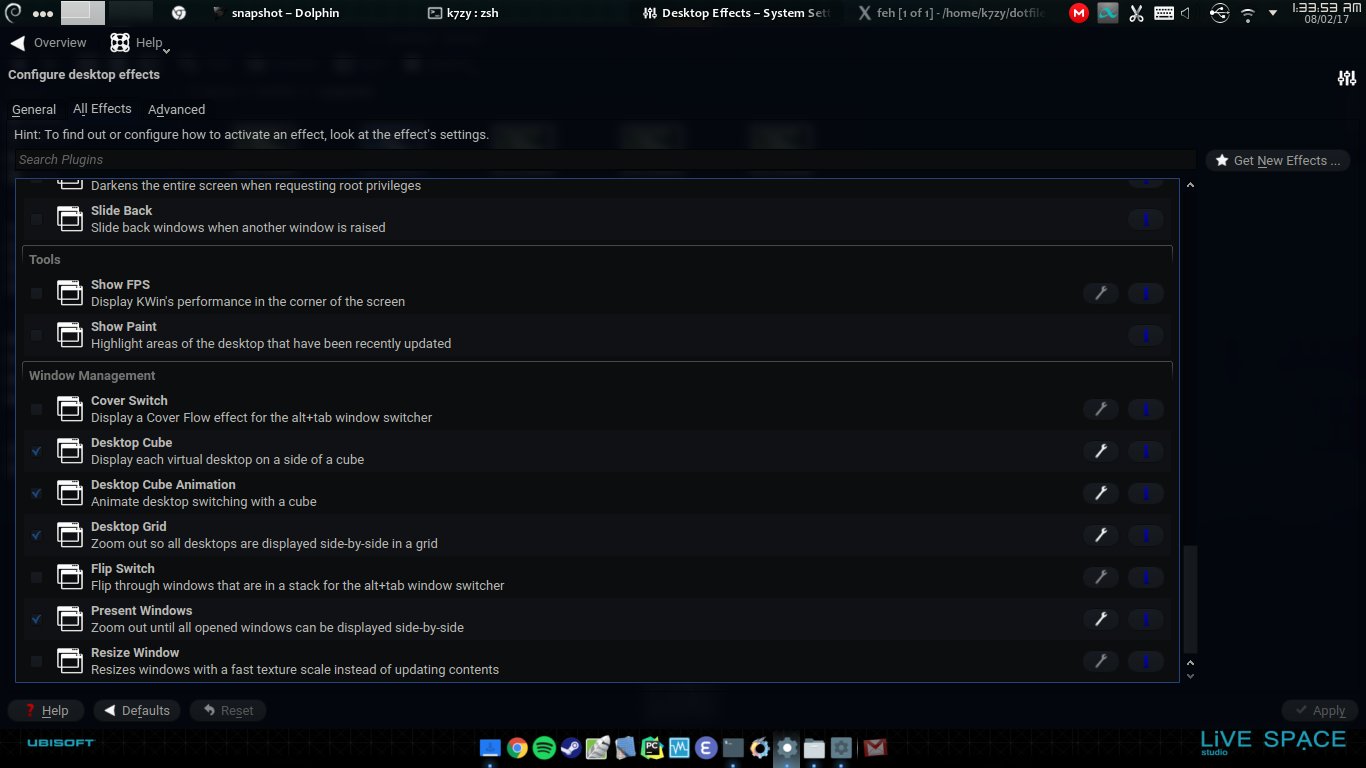 snapshot – Dolphin
k7zy : zsh
Desktop Effects – System Sett
feh [1 of 1] - /home/k7zy/dotfile
1:33:53 AM
08/02/17
Overview
Help
Configure desktop effects
General
All Effects
Advanced
Hint: To find out or configure how to activate an effect, look at the effect's settings.
Search Plugins
Get New Effects ...
Darkens the entire screen when requesting root privileges
Slide Back
Slide back windows when another window is raised
Tools
Show FPS
Display KWin's performance in the corner of the screen
Show Paint
Highlight areas of the desktop that have been recently updated
Window Management
Cover Switch
Display a Cover Flow effect for the alt+tab window switcher
Desktop Cube
Display each virtual desktop on a side of a cube
Desktop Cube Animation
Animate desktop switching with a cube
Desktop Grid
Zoom out so all desktops are displayed side-by-side in a grid
Flip Switch
Flip through windows that are in a stack for the alt+tab window switcher
Present Windows
Zoom out until all opened windows can be displayed side-by-side
Resize Window
Resizes windows with a fast texture scale instead of updating contents
? Help
Defaults
Reset
Apply
UBISOFT
LiVE SPACE
studio